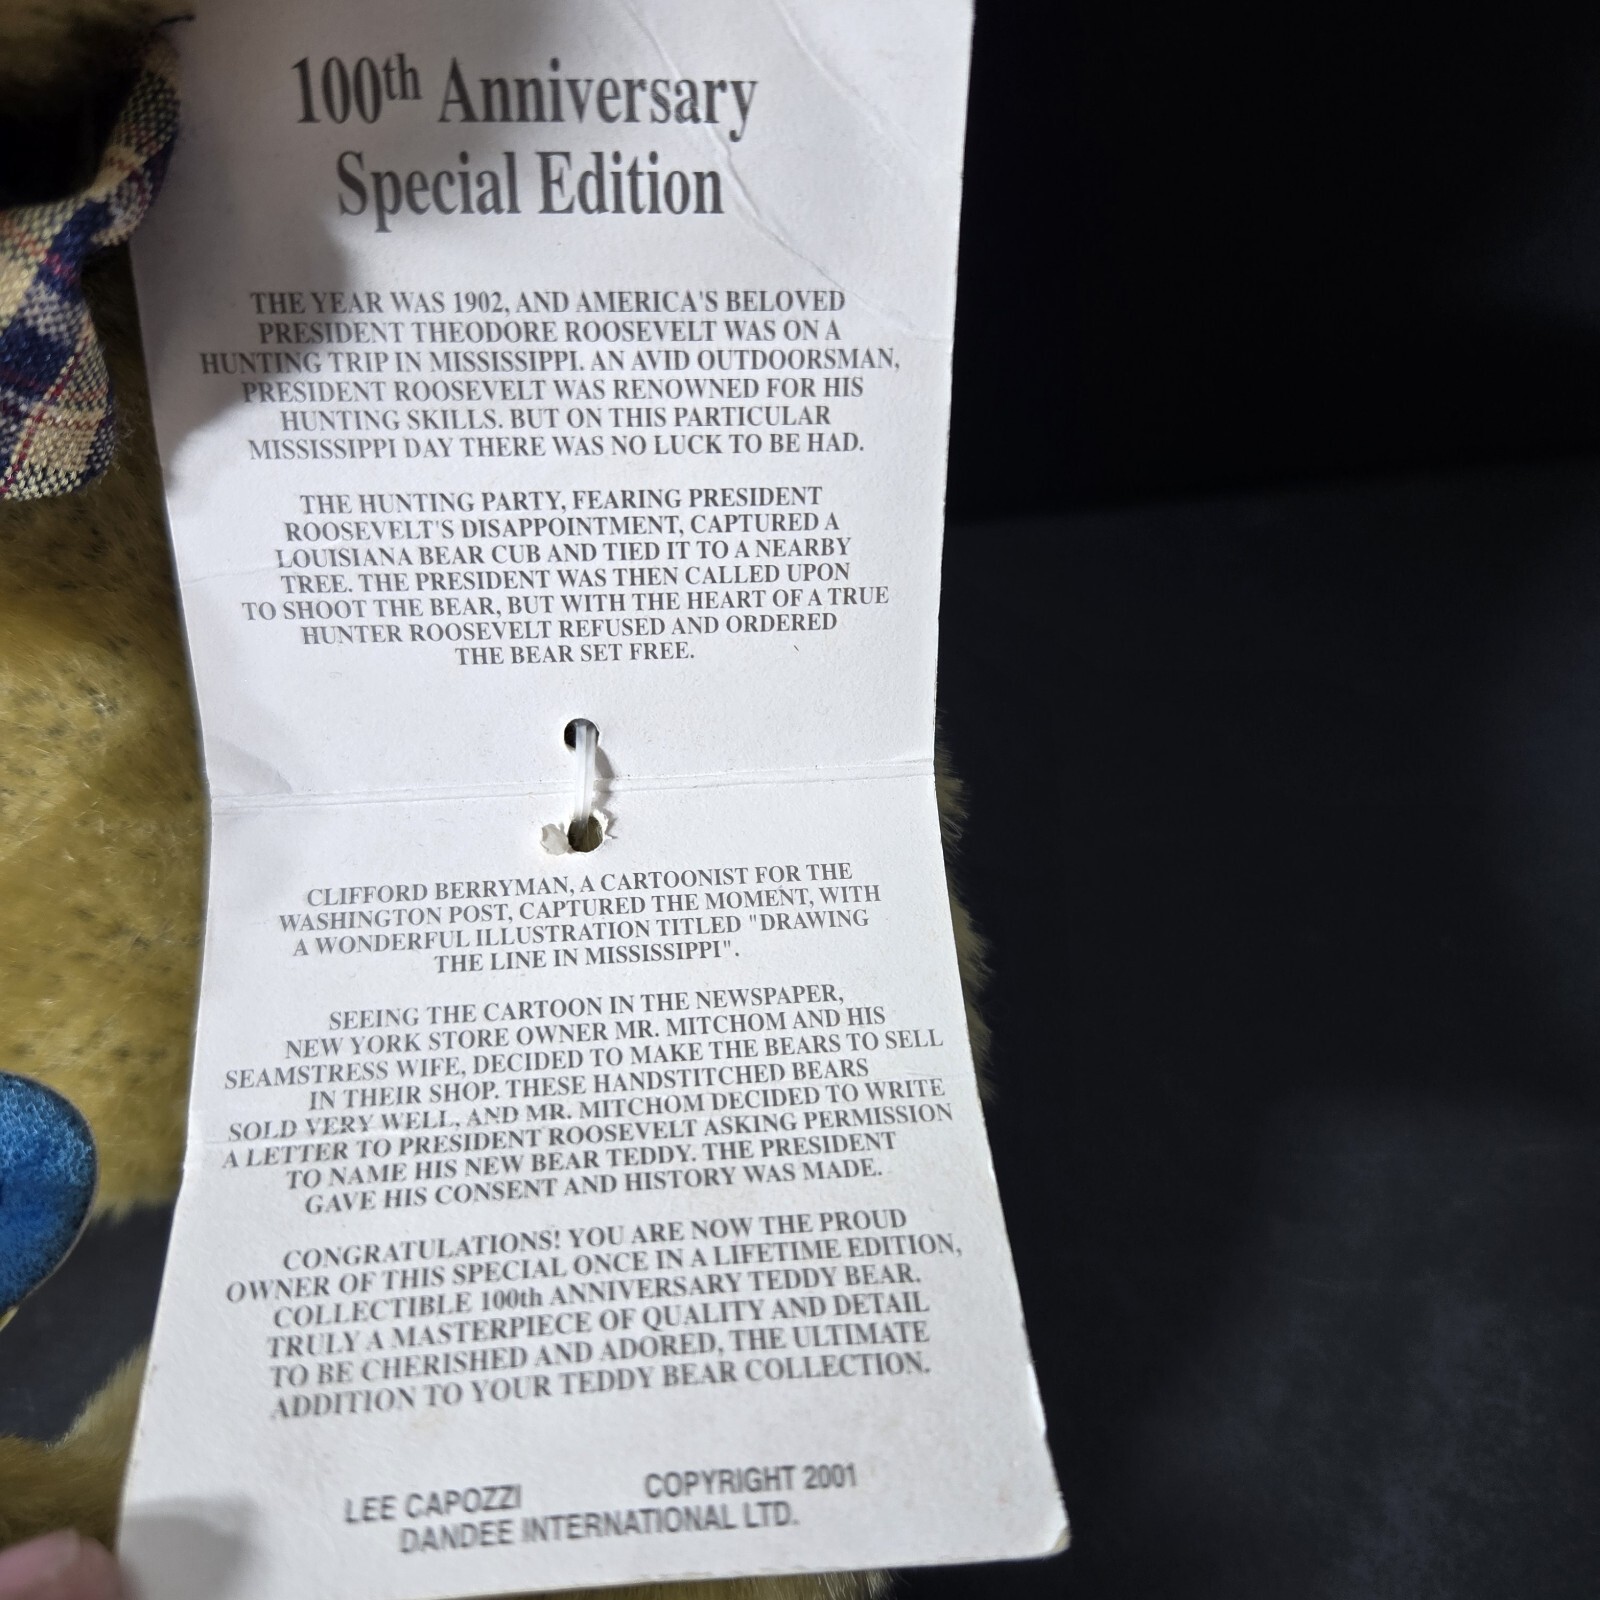 100th Anniversary
Special Edition
THE YEAR WAS 1902, AND AMERICA'S BELOVED
PRESIDENT THEODORE ROOSEVELT WAS ON A
HUNTING TRIP IN MISSISSIPPI. AN AVID OUTDOORSMAN,
PRESIDENT ROOSEVELT WAS RENOWNED FOR HIS
HUNTING SKILLS. BUT ON THIS PARTICULAR
MISSISSIPPI DAY THERE WAS NO LUCK TO BE HAD.
THE HUNTING PARTY, FEARING PRESIDENT
ROOSEVELT'S DISAPPOINTMENT, CAPTURED A
LOUISIANA BEAR CUB AND TIED IT TO A NEARBY
TREE. THE PRESIDENT WAS THEN CALLED UPON
TO SHOOT THE BEAR, BUT WITH THE HEART OF A TRUE
HUNTER ROOSEVELT REFUSED AND ORDERED
THE BEAR SET FREE.
CLIFFORD BERRYMAN, A CARTOONIST FOR THE
WASHINGTON POST, CAPTURED THE MOMENT, WITH
A WONDERFUL ILLUSTRATION TITLED "DRAWING
THE LINE IN MISSISSIPPI".
SEEING THE CARTOON IN THE NEWSPAPER,
NEW YORK STORE OWNER MR. MITCHOM AND HIS
SEAMSTRESS WIFE, DECIDED TO MAKE THE BEARS TO SELL
IN THEIR SHOP. THESE HANDSTITCHED BEARS
SOLD VERY WELL, AND MR. MITCHOM DECIDED TO WRITE
A LETTER TO PRESIDENT ROOSEVELT ASKING PERMISSION
TO NAME HIS NEW BEAR TEDDY. THE PRESIDENT
GAVE HIS CONSENT AND HISTORY WAS MADE.
CONGRATULATIONS! YOU ARE NOW THE PROUD
OWNER OF THIS SPECIAL ONCE IN A LIFETIME EDITION,
COLLECTIBLE 100th ANNIVERSARY TEDDY BEAR.
TRULY A MASTERPIECE OF QUALITY AND DETAIL
TO BE CHERISHED AND ADORED, THE ULTIMATE
ADDITION TO YOUR TEDDY BEAR COLLECTION.
LEE CAPOZZI COPYRIGHT 2001
DANDEE INTERNATIONAL LTD.